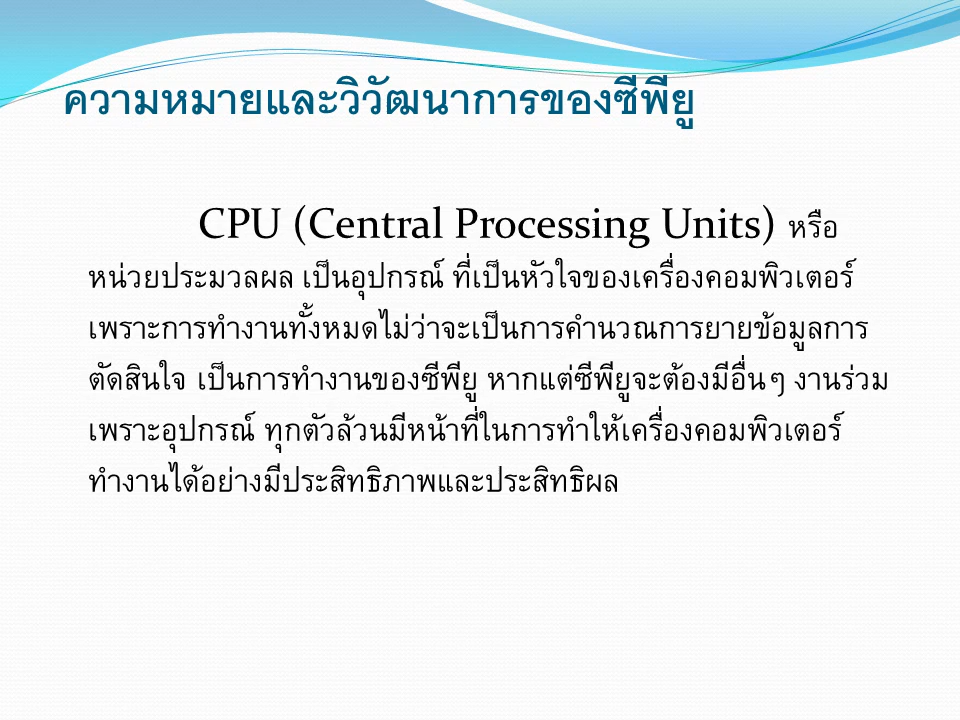 ความหมายและวิวัฒนาการของซีพียู
CPU (Central Processing Units) หรือ
หน่วยประมวลผล เป็นอุปกรณ์ ที่เป็นหัวใจของเครื่องคอมพิวเตอร์
เพราะการทำงานทั้งหมดไม่ว่าจะเป็นการคำนวณการยายข้อมูลการ
ตัดสินใจ เป็นการทำงานของซีพียู หากแต่ซีพียูจะต้องมีอื่นๆ งานร่วม
เพราะอุปกรณ์ ทุกตัวล้วนมีหน้าที่ในการทำให้เครื่องคอมพิวเตอร์
ทำงานได้อย่างมีประสิทธิภาพและประสิทธิผล